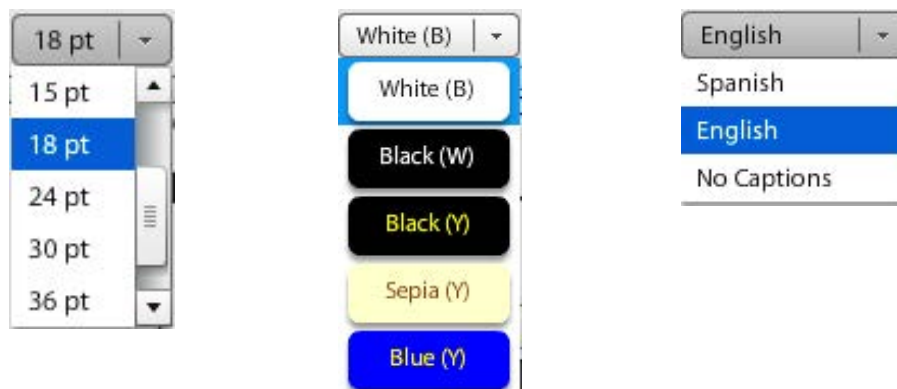 18 pt
15 pt
18 pt
24 pt
30 pt
36 pt
White (B)
White (B)
Black (W)
Black (Y)
Sepia (Y)
Blue (Y)
English
Spanish
English
No Captions